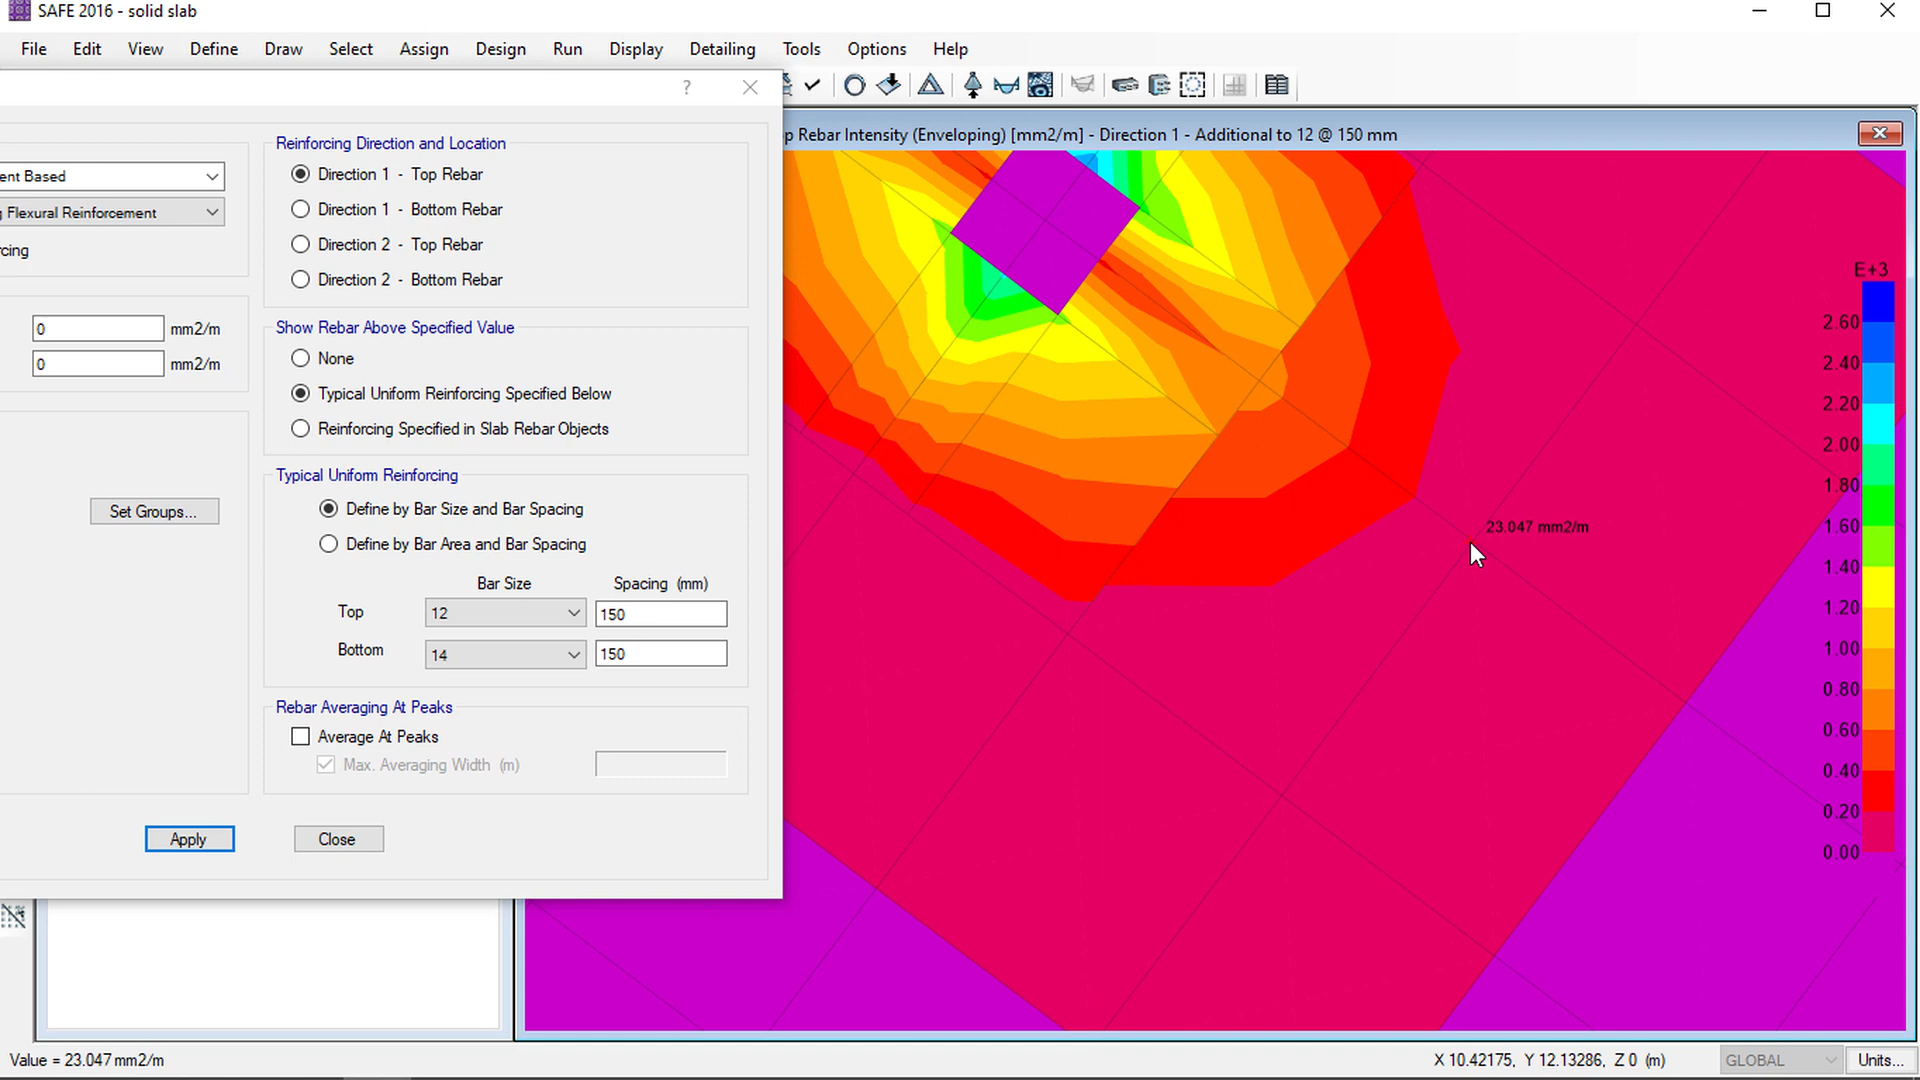 SAFE 2016 - solid slab
File Edit View Define Draw Select Assign Design Run Display Detailing Tools Options Help
?
p Rebar Intensity (Enveloping) [mm2/m] - Direction 1 - Additional to 12 @ 150 mm
ent Based
g Flexural Reinforcement
rcing
0 mm2/m
0 mm2/m
Set Groups...
Reinforcing Direction and Location
Direction 1 - Top Rebar
Direction 1 - Bottom Rebar
Direction 2 - Top Rebar
Direction 2 - Bottom Rebar
Show Rebar Above Specified Value
None
Typical Uniform Reinforcing Specified Below
Reinforcing Specified in Slab Rebar Objects
Typical Uniform Reinforcing
Define by Bar Size and Bar Spacing
Define by Bar Area and Bar Spacing
Bar Size Spacing (mm)
Top 12 150
Bottom 14 150
Rebar Averaging At Peaks
Average At Peaks
Max. Averaging Width (m)
Apply Close
23.047 mm2/m
E+3
2.60
2.40
2.20
2.00
1.80
1.60
1.40
1.20
1.00
0.80
0.60
0.40
0.20
0.00
Value = 23.047 mm2/m
X 10.42175, Y 12.13286, Z 0 (m)
GLOBAL
Units...